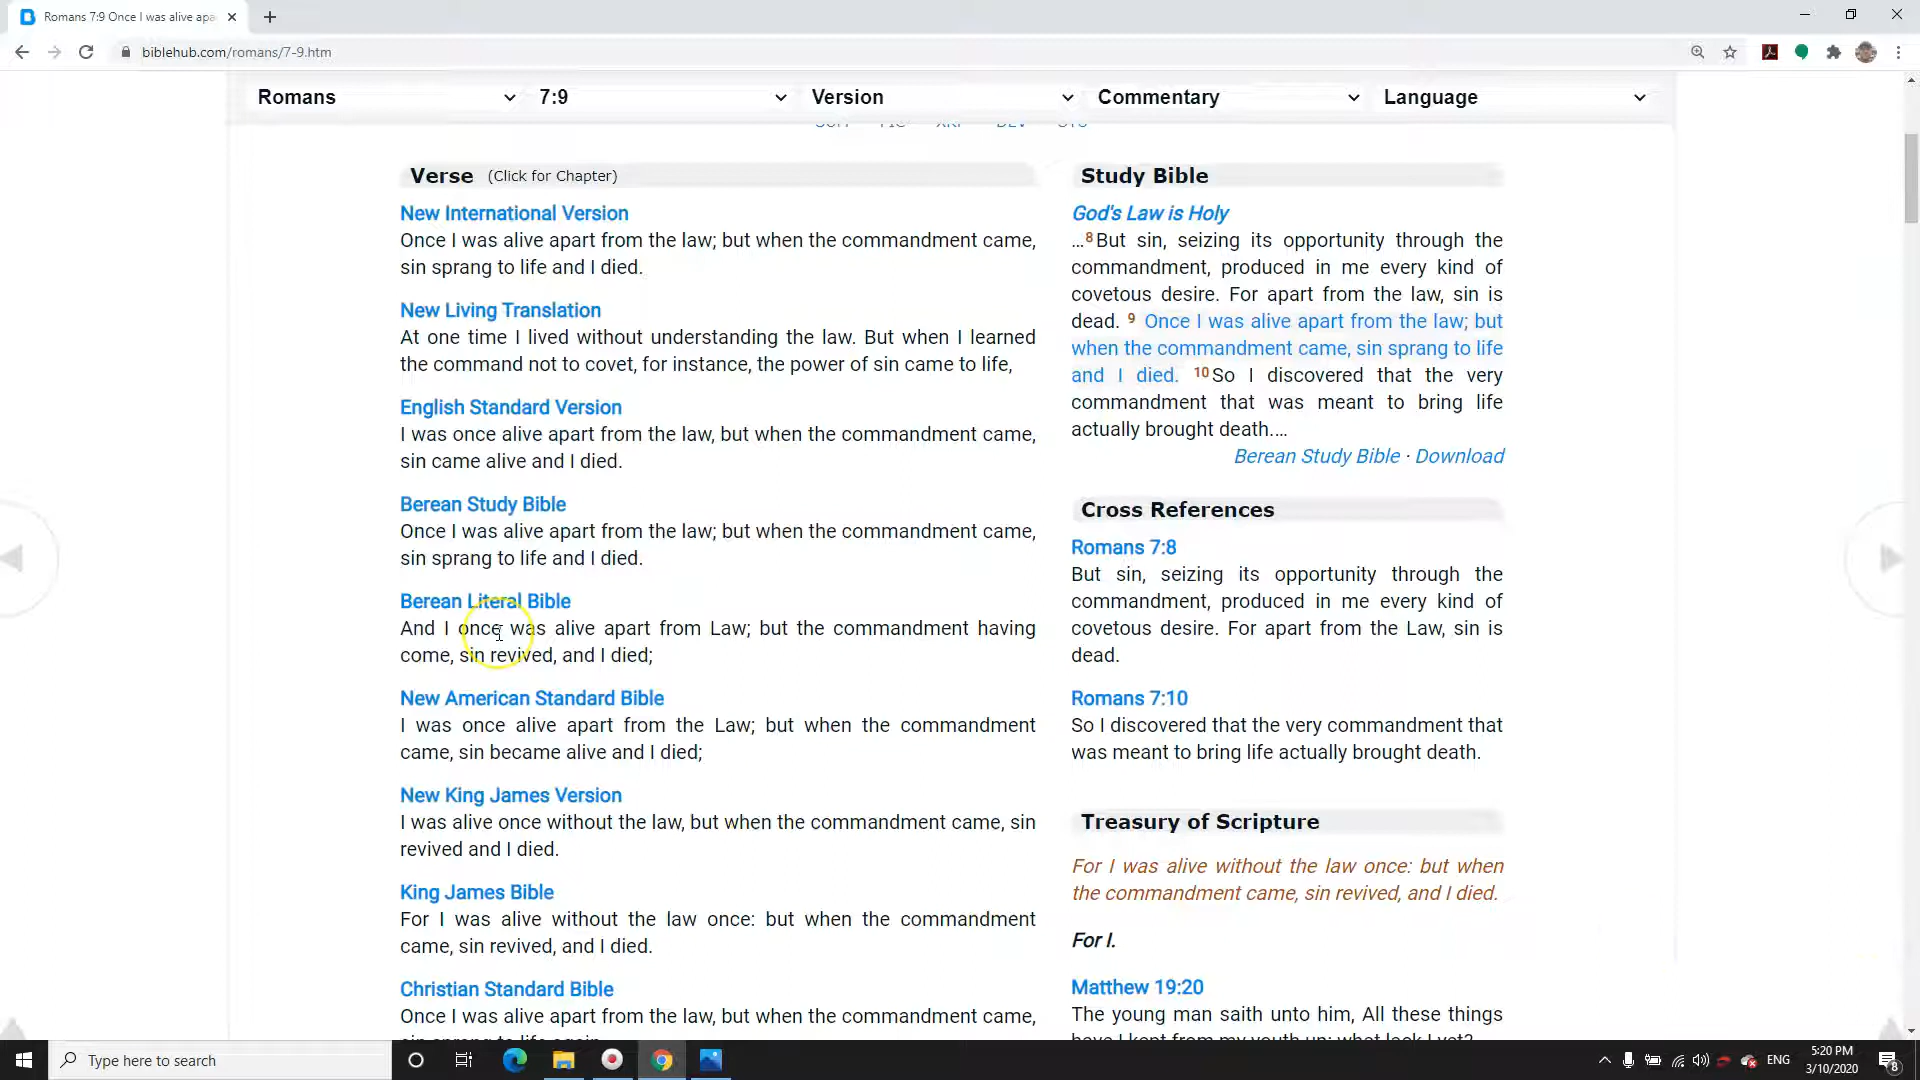 Romans 7:9 Once I was alive apa
biblehub.com/romans/7-9.htm
Romans
7:9
Version
Commentary
Language
Verse (Click for Chapter)
New International Version
Once I was alive apart from the law; but when the commandment came,
sin sprang to life and I died.
New Living Translation
At one time I lived without understanding the law. But when I learned
the command not to covet, for instance, the power of sin came to life,
English Standard Version
I was once alive apart from the law, but when the commandment came,
sin came alive and I died.
Berean Study Bible
Once I was alive apart from the law; but when the commandment came,
sin sprang to life and I died.
Berean Literal Bible
And I once was alive apart from Law; but the commandment having
come, sin revived, and I died;
New American Standard Bible
I was once alive apart from the Law; but when the commandment
came, sin became alive and I died;
New King James Version
I was alive once without the law, but when the commandment came, sin
revived and I died.
King James Bible
For I was alive without the law once: but when the commandment
came, sin revived, and I died.
Christian Standard Bible
Once I was alive apart from the law, but when the commandment came,
Study Bible
God's Law is Holy
…8But sin, seizing its opportunity through the
commandment, produced in me every kind of
covetous desire. For apart from the law, sin is
dead. 9 Once I was alive apart from the law; but
when the commandment came, sin sprang to life
and I died. 10So I discovered that the very
commandment that was meant to bring life
actually brought death.…
Berean Study Bible · Download
Cross References
Romans 7:8
But sin, seizing its opportunity through the
commandment, produced in me every kind of
covetous desire. For apart from the Law, sin is
dead.
Romans 7:10
So I discovered that the very commandment that
was meant to bring life actually brought death.
Treasury of Scripture
For I was alive without the law once: but when
the commandment came, sin revived, and I died.
For I.
Matthew 19:20
The young man saith unto him, All these things
Type here to search
ENG
5:20 PM
3/10/2020
8